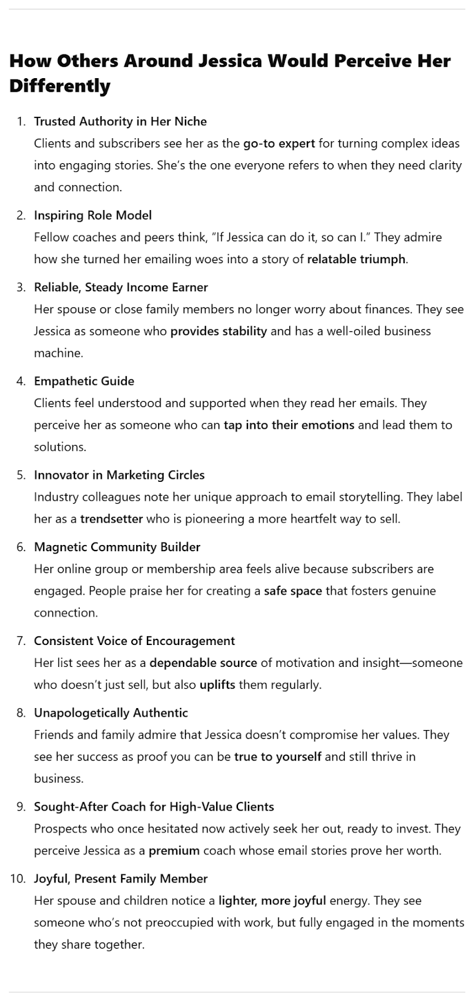 How Others Around Jessica Would Perceive Her
Differently
1. Trusted Authority in Her Niche
Clients and subscribers see her as the go-to expert for turning complex ideas
into engaging stories. She’s the one everyone refers to when they need clarity
and connection.
2. Inspiring Role Model
Fellow coaches and peers think, “If Jessica can do it, so can I.” They admire
how she turned her emailing woes into a story of relatable triumph.
3. Reliable, Steady Income Earner
Her spouse or close family members no longer worry about finances. They see
Jessica as someone who provides stability and has a well-oiled business
machine.
4. Empathetic Guide
Clients feel understood and supported when they read her emails. They
perceive her as someone who can tap into their emotions and lead them to
solutions.
5. Innovator in Marketing Circles
Industry colleagues note her unique approach to email storytelling. They label
her as a trendsetter who is pioneering a more heartfelt way to sell.
6. Magnetic Community Builder
Her online group or membership area feels alive because subscribers are
engaged. People praise her for creating a safe space that fosters genuine
connection.
7. Consistent Voice of Encouragement
Her list sees her as a dependable source of motivation and insight—someone
who doesn’t just sell, but also uplifts them regularly.
8. Unapologetically Authentic
Friends and family admire that Jessica doesn’t compromise her values. They
see her success as proof you can be true to yourself and still thrive in
business.
9. Sought-After Coach for High-Value Clients
Prospects who once hesitated now actively seek her out, ready to invest. They
perceive Jessica as a premium coach whose email stories prove her worth.
10. Joyful, Present Family Member
Her spouse and children notice a lighter, more joyful energy. They see
someone who’s not preoccupied with work, but fully engaged in the moments
they share together.